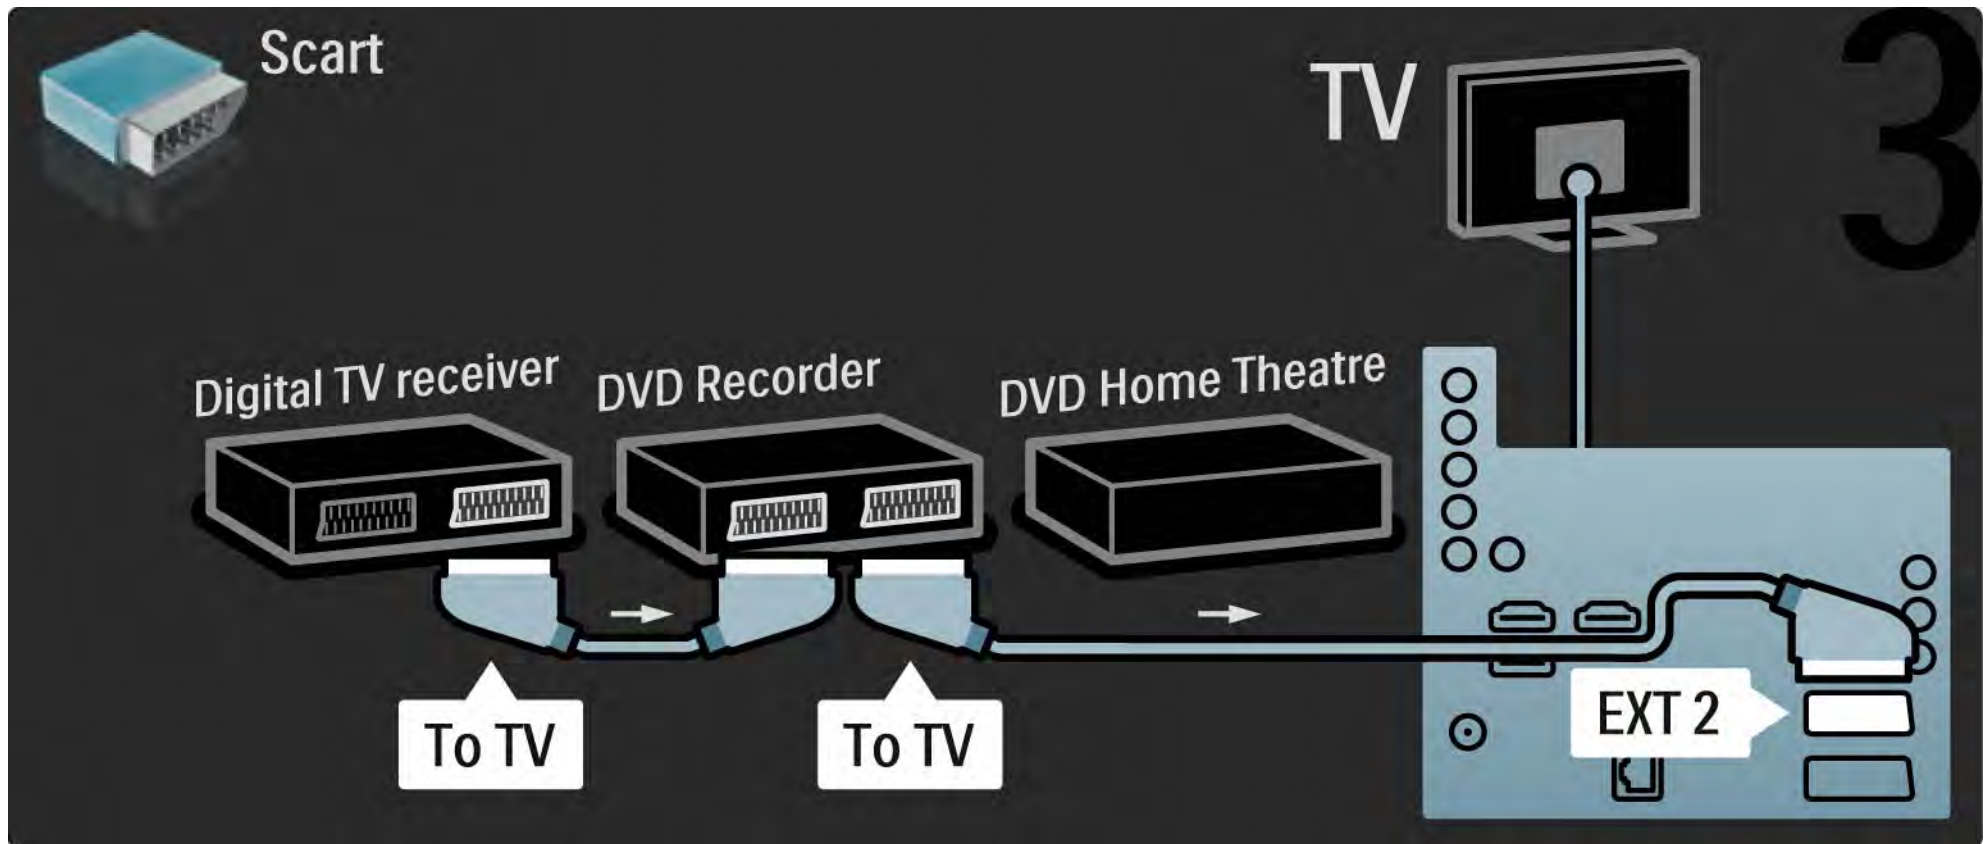 Scart
TV
3
Digital TV receiver
DVD Recorder
DVD Home Theatre
To TV
To TV
EXT 2